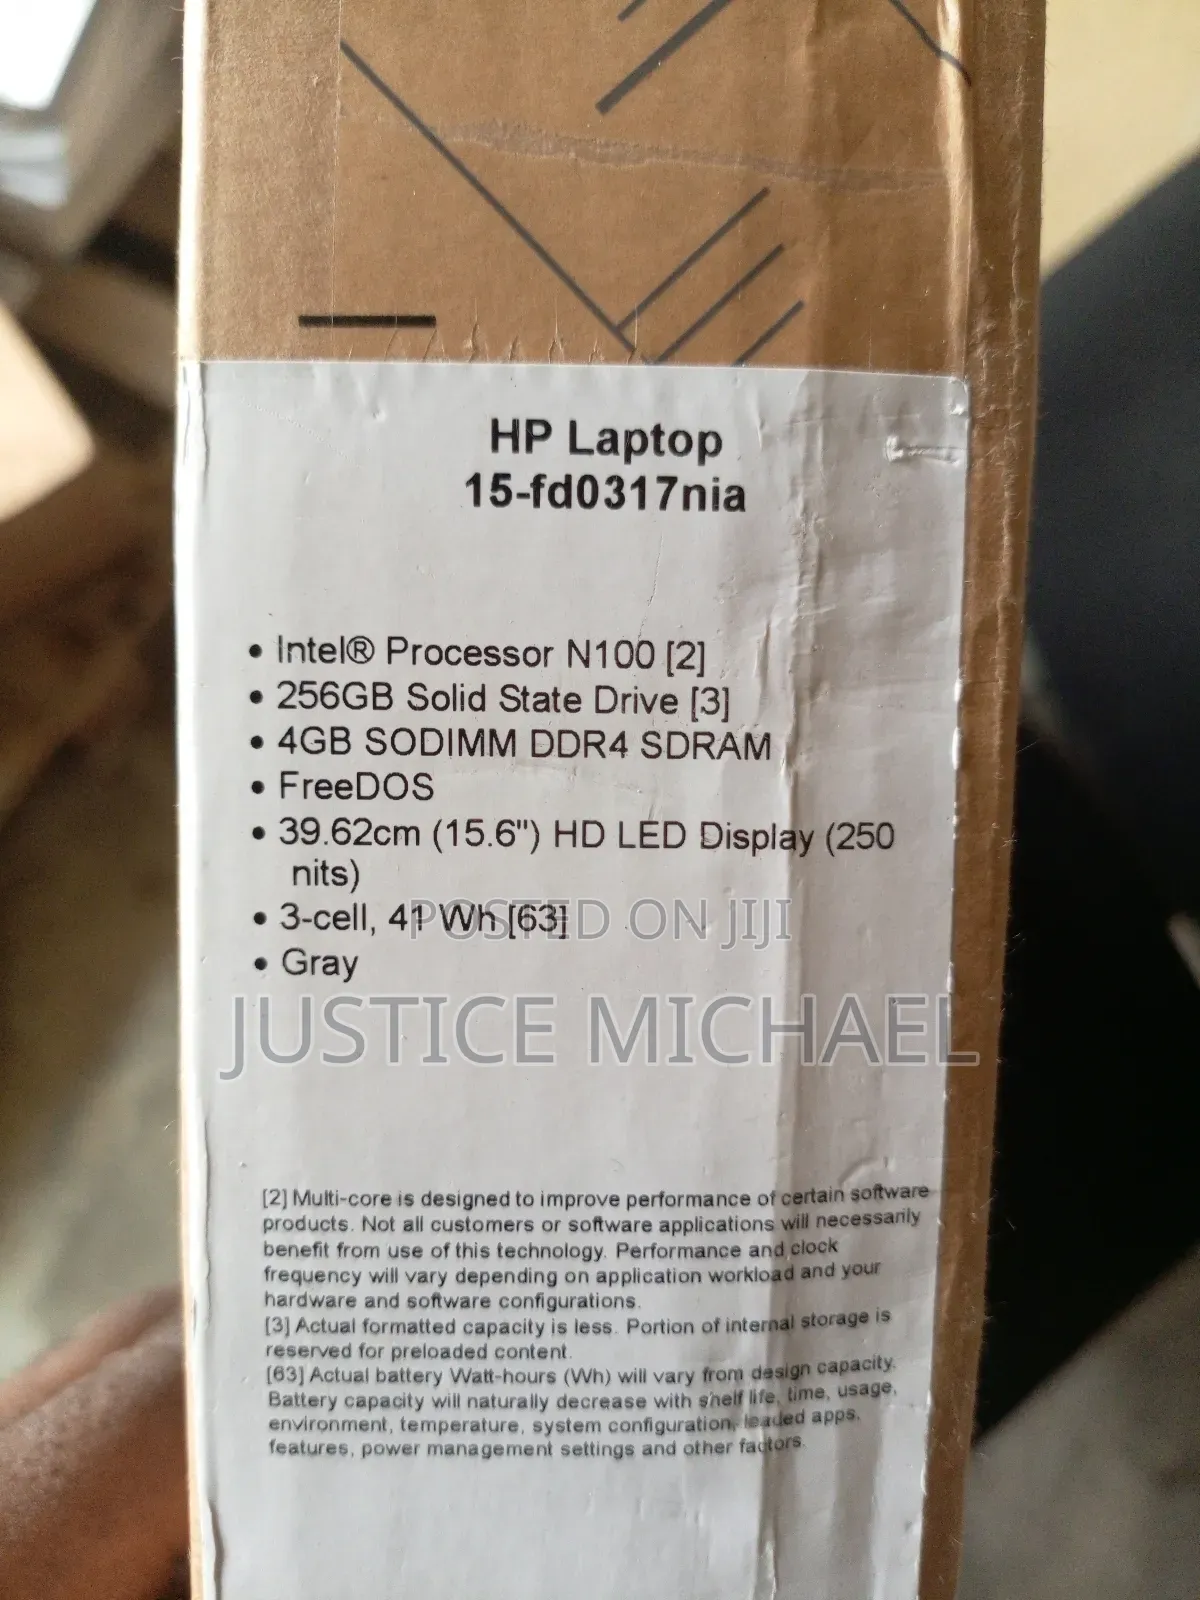 HP Laptop
15-fd0317nia
• Intel® Processor N100 [2]
• 256GB Solid State Drive [3]
• 4GB SODIMM DDR4 SDRAM
• FreeDOS
• 39.62cm (15.6") HD LED Display (250
nits)
• 3-cell, 41 Wh [63]
POSTED ON JIJI
• Gray
JUSTICE MICHAEL
[2] Multi-core is designed to improve performance of certain software
products. Not all customers or software applications will necessarily
benefit from use of this technology. Performance and clock
frequency will vary depending on application workload and your
hardware and software configurations.
[3] Actual formatted capacity is less. Portion of internal storage is
reserved for preloaded content.
[63] Actual battery Watt-hours (Wh) will vary from design capacity.
Battery capacity will naturally decrease with shelf life, time, usage,
environment, temperature, system configuration, leaded apps,
features, power management settings and other factors.